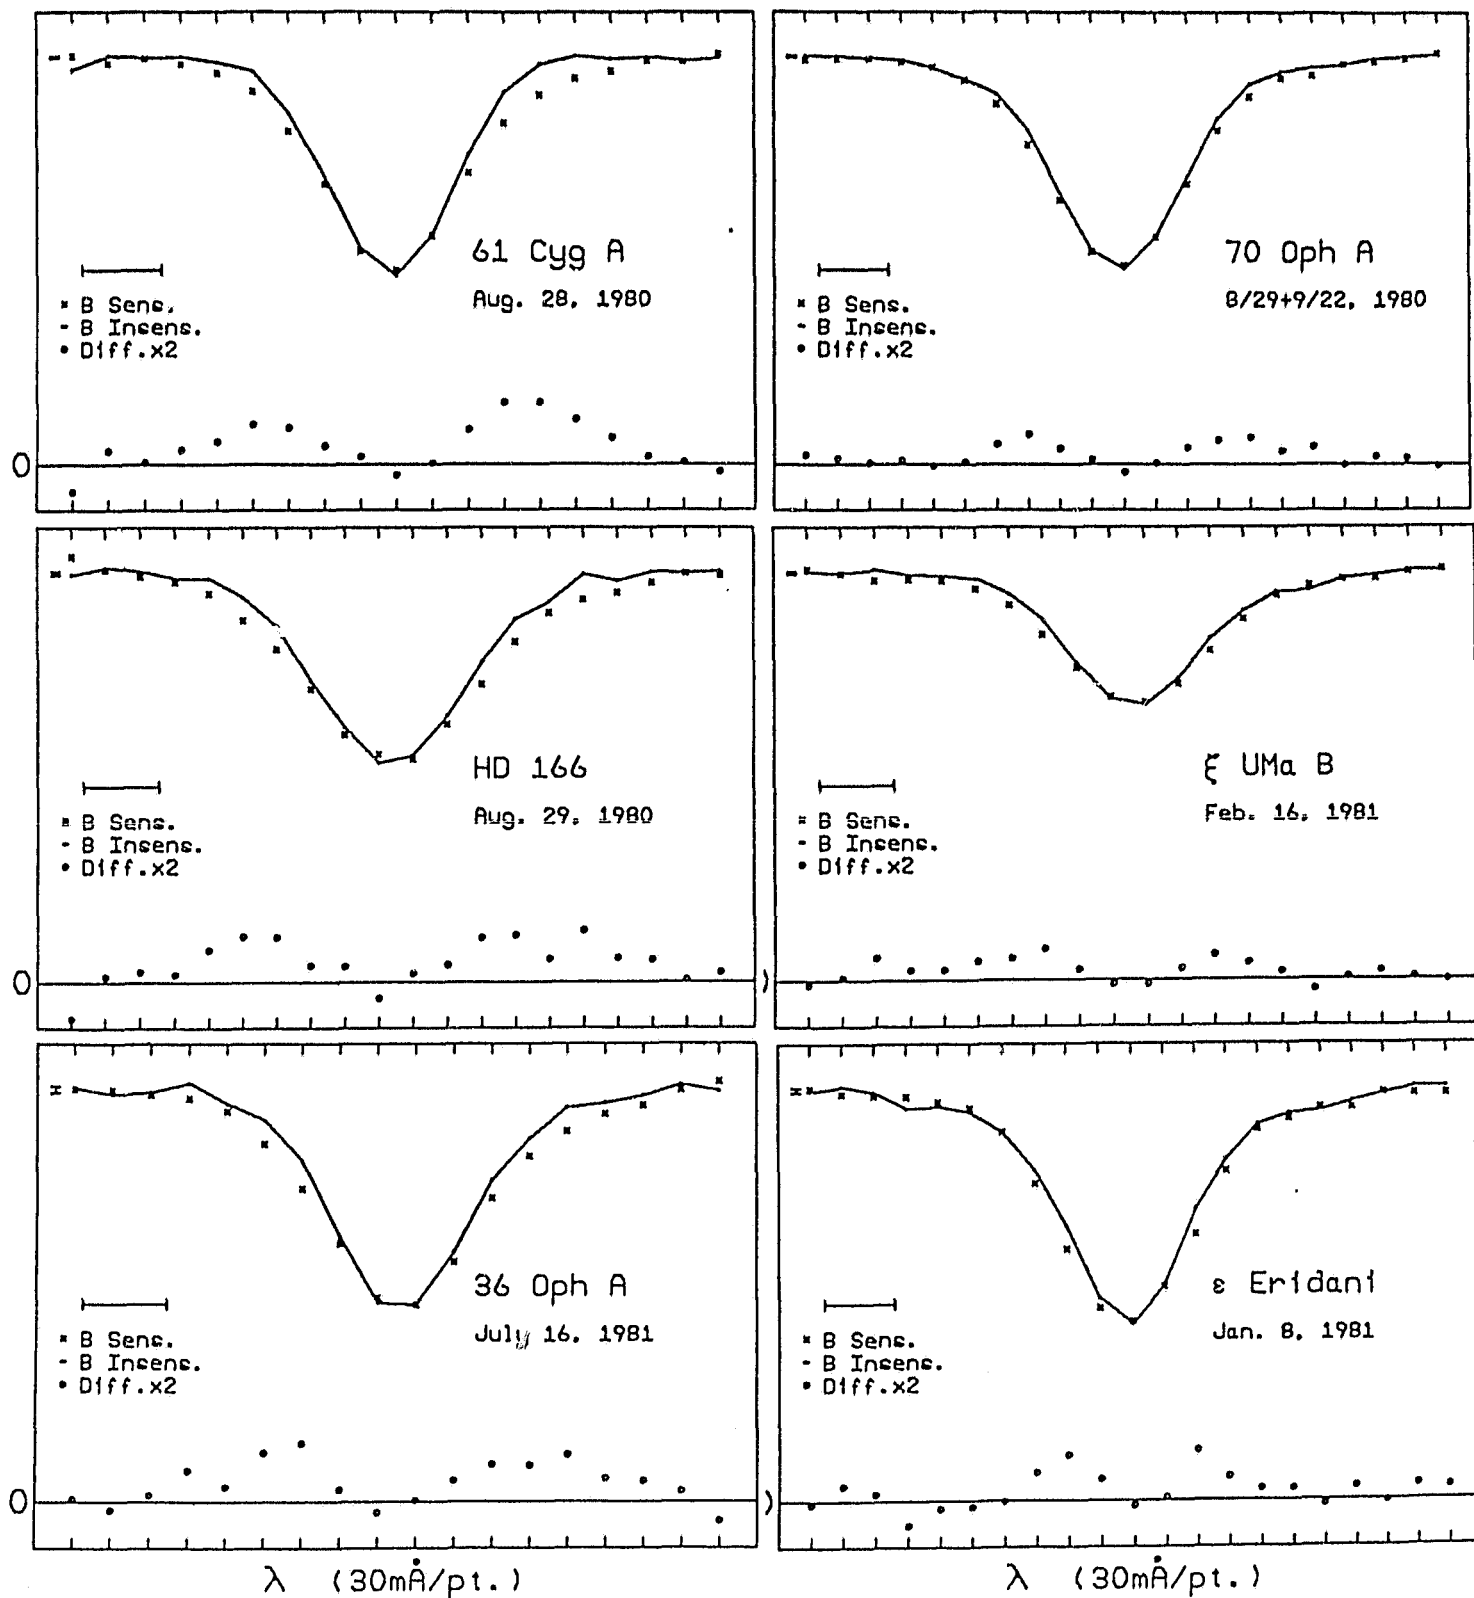 61 Cyg A
Aug. 28, 1980
× B Sens.
- B Insens.
• Diff.x2
0
70 Oph A
8/29+9/22, 1980
× B Sens.
- B Insens.
• Diff.x2
HD 166
Aug. 29, 1980
× B Sens.
- B Insens.
• Diff.x2
0
ξ UMa B
Feb. 16, 1981
× B Sens.
- B Insens.
• Diff.x2
)
36 Oph A
July 16, 1981
× B Sens.
- B Insens.
• Diff.x2
0
ε Eridani
Jan. 8, 1981
× B Sens.
- B Insens.
• Diff.x2
)
λ (30mÅ/pt.)
λ (30mÅ/pt.)